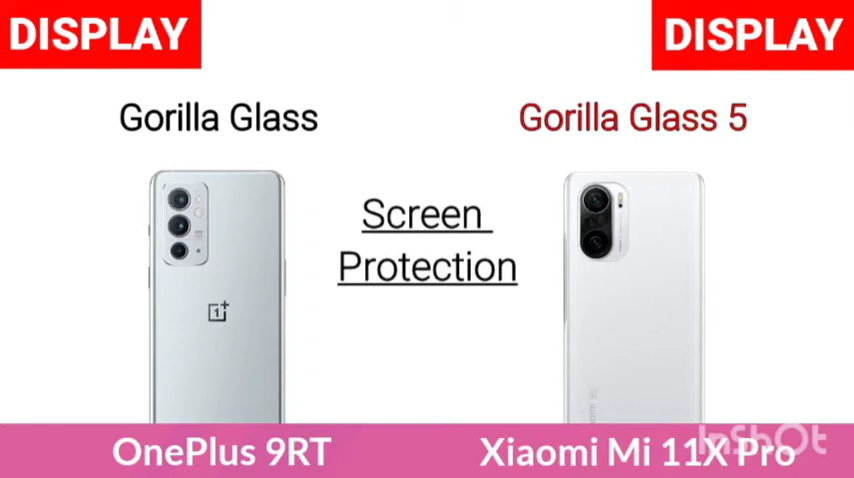 DISPLAY
DISPLAY
Gorilla Glass
Gorilla Glass 5
Screen
Protection
OnePlus 9RT
Xiaomi Mi 11X Pro
InShOt